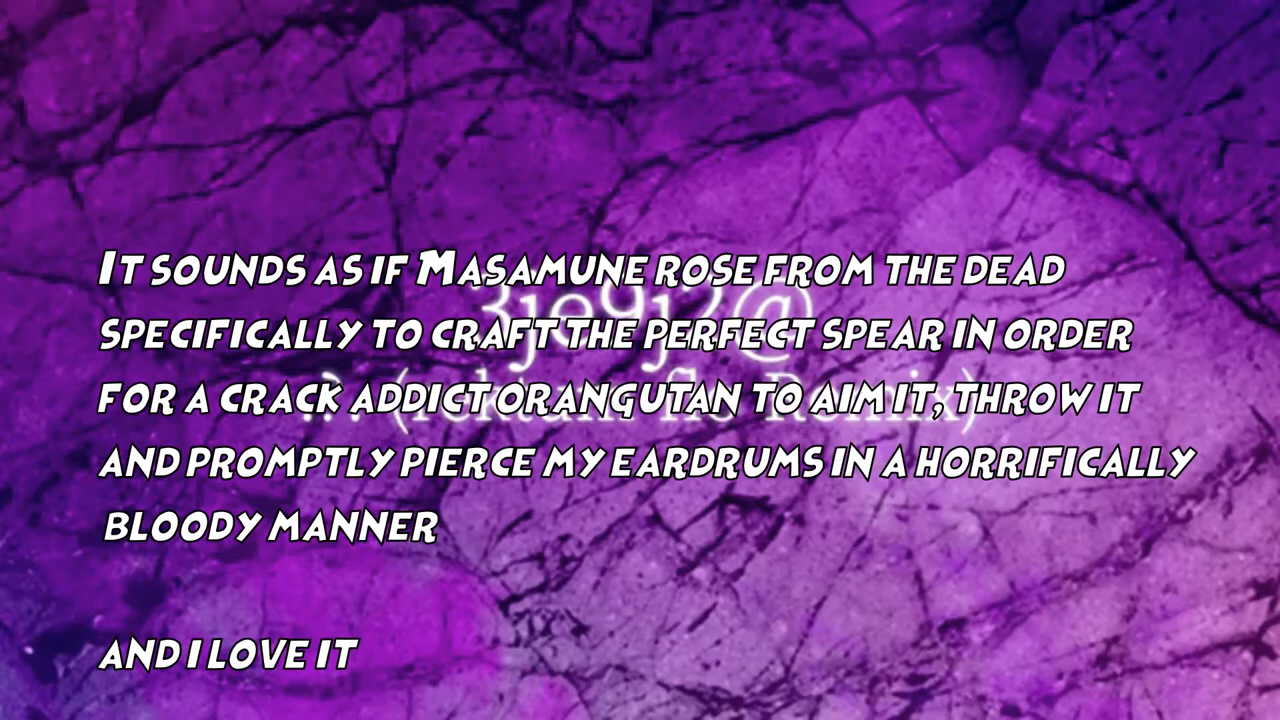 It sounds as if Masamune rose from the dead
specifically to craft the perfect spear in order
for a crack addict orangutan to aim it, throw it
and promptly pierce my eardrums in a horrifically
bloody manner
and I love it
3je9j2@
Remix)